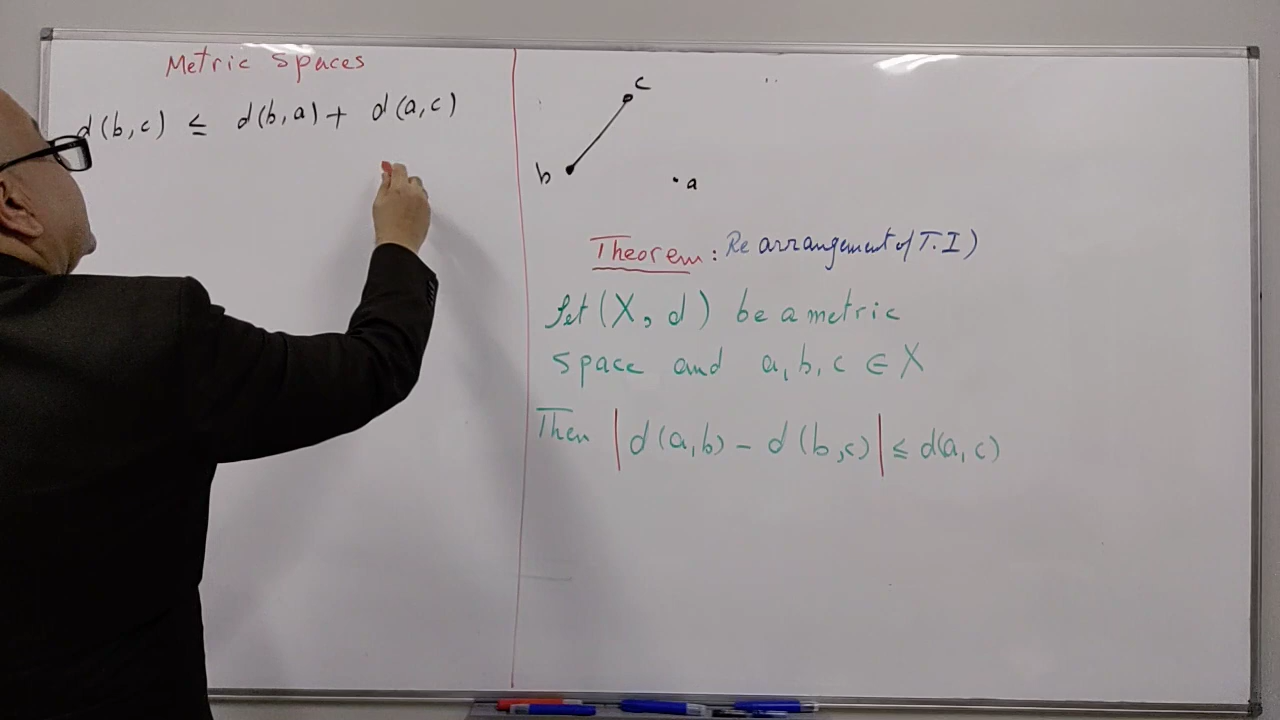 Metric Spaces
d(b,c) ≤ d(b,a) + d(a,c)
c
b
a
Theorem: Rearrangement of T.I)
Let (X, d) be a metric
space and a, b, c ∈ X
Then |d(a,b) - d(b,c)| ≤ d(a,c)